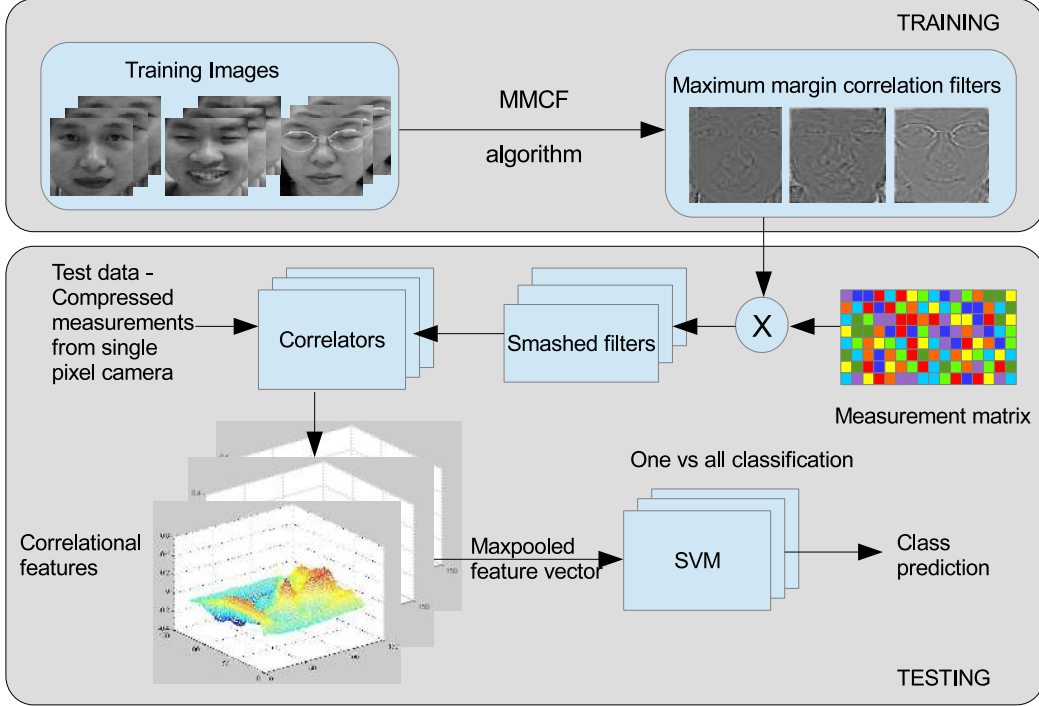 TRAINING
Training Images
MMCF
algorithm
Maximum margin correlation filters
Test data -
Compressed
measurements
from single
pixel camera
Correlators
Smashed filters
X
Measurement matrix
One vs all classification
Correlational
features
Maxpooled
feature vector
SVM
Class
prediction
TESTING